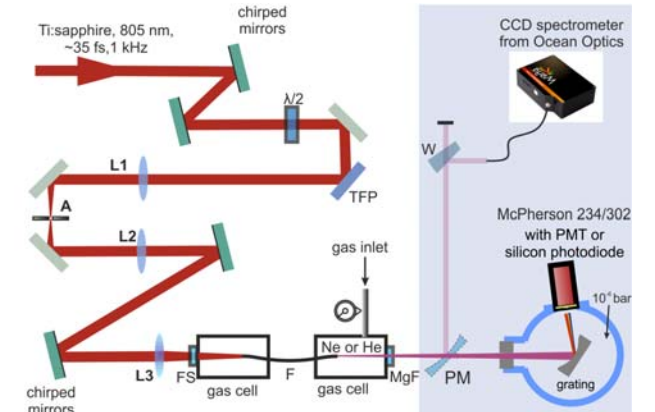 Ti:sapphire, 805 nm,
~35 fs,1 kHz
chirped
mirrors
CCD spectrometer
from Ocean Optics
λ/2
W
L1
TFP
A
L2
McPherson 234/302
with PMT or
silicon photodiode
gas inlet
10⁻⁶ bar
Ne or He
L3
FS
F
MgF
PM
gas cell
gas cell
grating
chirped
mirrors